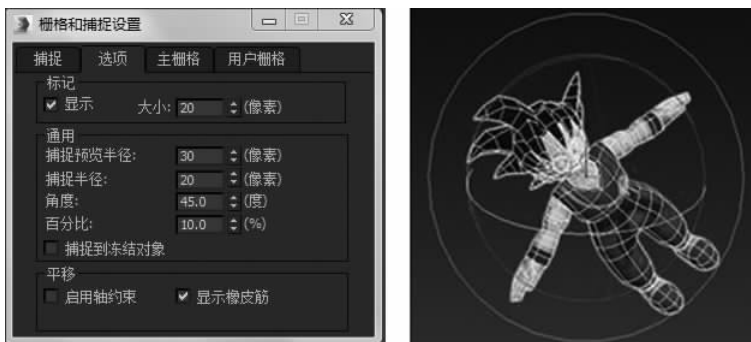 栅格和捕捉设置
捕捉 选项 主栅格 用户栅格
标记
显示 大小: 20 (像素)
通用
捕捉预览半径: 30 (像素)
捕捉半径: 20 (像素)
角度: 45.0 (度)
百分比: 10.0 (%)
捕捉到冻结对象
平移
启用轴约束 显示橡皮筋